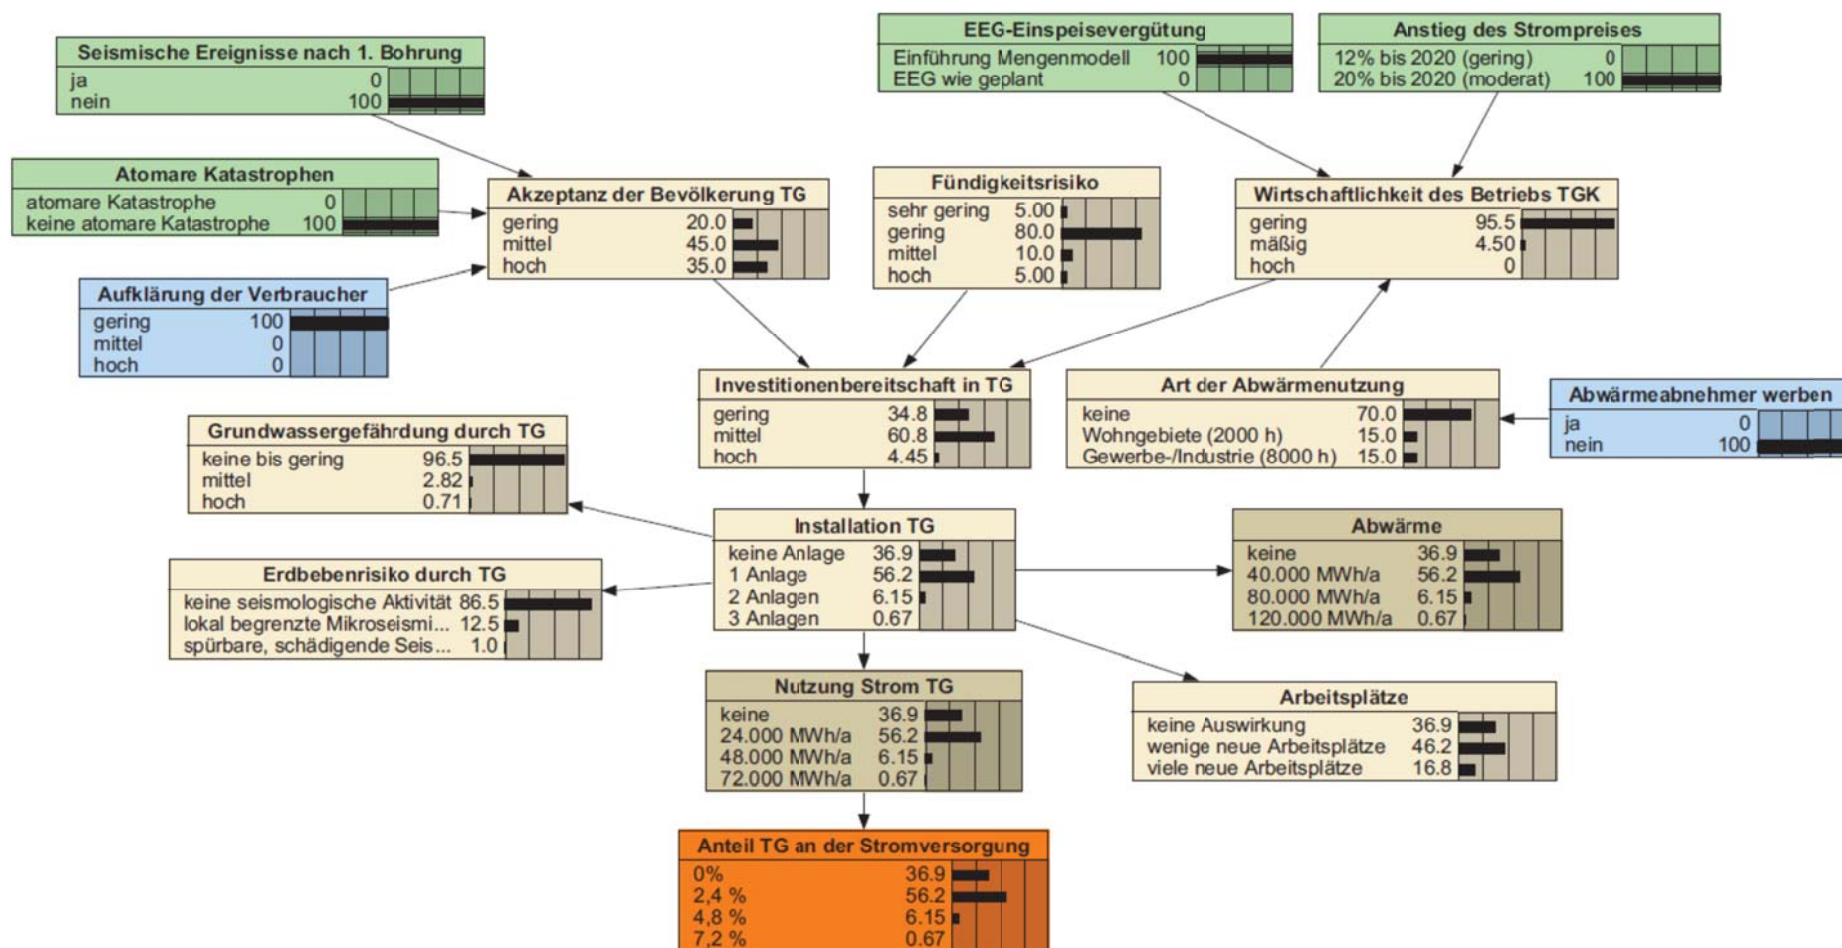 Seismische Ereignisse nach 1. Bohrung
ja 0
nein 100
EEG-Einspeisevergütung
Einführung Mengenmodell 100
EEG wie geplant 0
Anstieg des Strompreises
12% bis 2020 (gering) 0
20% bis 2020 (moderat) 100
Atomare Katastrophen
atomare Katastrophe 0
keine atomare Katastrophe 100
Akzeptanz der Bevölkerung TG
gering 20.0
mittel 45.0
hoch 35.0
Fündigkeitsrisiko
sehr gering 5.00
gering 80.0
mittel 10.0
hoch 5.00
Wirtschaftlichkeit des Betriebs TGK
gering 95.5
mäßig 4.50
hoch 0
Aufklärung der Verbraucher
gering 100
mittel 0
hoch 0
Investitionenbereitschaft in TG
gering 34.8
mittel 60.8
hoch 4.45
Art der Abwärmenutzung
keine 70.0
Wohngebiete (2000 h) 15.0
Gewerbe-/Industrie (8000 h) 15.0
Abwärmeabnehmer werben
ja 0
nein 100
Grundwassergefährdung durch TG
keine bis gering 96.5
mittel 2.82
hoch 0.71
Installation TG
keine Anlage 36.9
1 Anlage 56.2
2 Anlagen 6.15
3 Anlagen 0.67
Abwärme
keine 36.9
40.000 MWh/a 56.2
80.000 MWh/a 6.15
120.000 MWh/a 0.67
Erdbebenrisiko durch TG
keine seismologische Aktivität 86.5
lokal begrenzte Mikroseismi... 12.5
spürbare, schädigende Seis... 1.0
Nutzung Strom TG
keine 36.9
24.000 MWh/a 56.2
48.000 MWh/a 6.15
72.000 MWh/a 0.67
Arbeitsplätze
keine Auswirkung 36.9
wenige neue Arbeitsplätze 46.2
viele neue Arbeitsplätze 16.8
Anteil TG an der Stromversorgung
0% 36.9
2,4 % 56.2
4,8 % 6.15
7,2 % 0.67